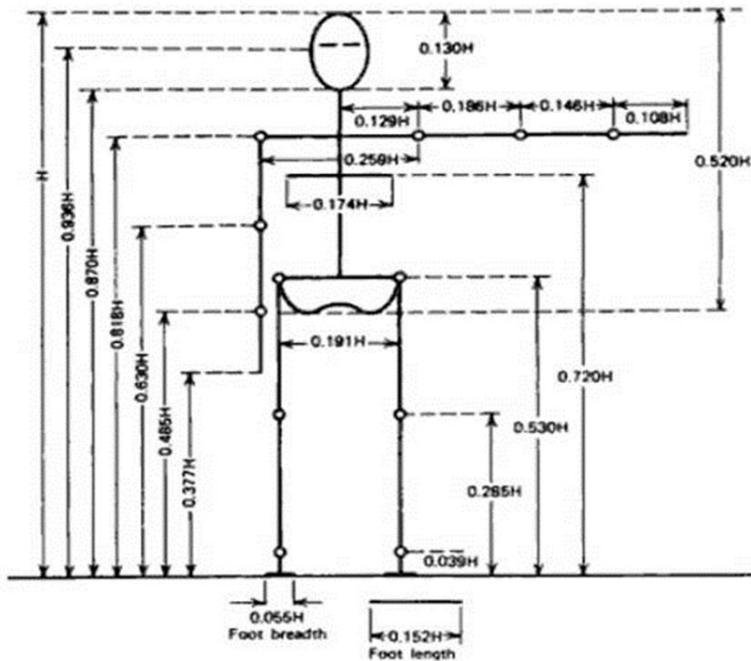 0.130H
0.186H
0.146H
0.129H
0.108H
0.259H
0.520H
H
0.936H
0.174H
0.870H
0.818H
0.630H
0.191H
0.720H
0.485H
0.530H
0.377H
0.285H
0.039H
0.055H
Foot breadth
0.152H
Foot length